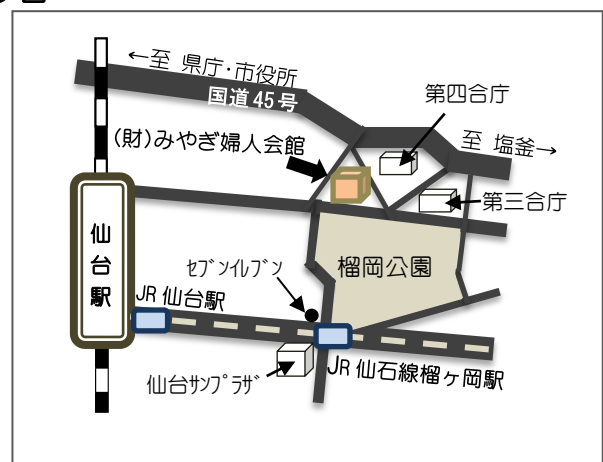 ←至 県庁・市役所
国道45号
第四合庁
(財)みやぎ婦人会館
至 塩釜→
第三合庁
仙台駅
榴岡公園
ｾﾌﾞﾝｲﾚﾌﾞﾝ
JR 仙台駅
仙台ｻﾝﾌﾟﾗｻﾞ
JR 仙石線榴ヶ岡駅